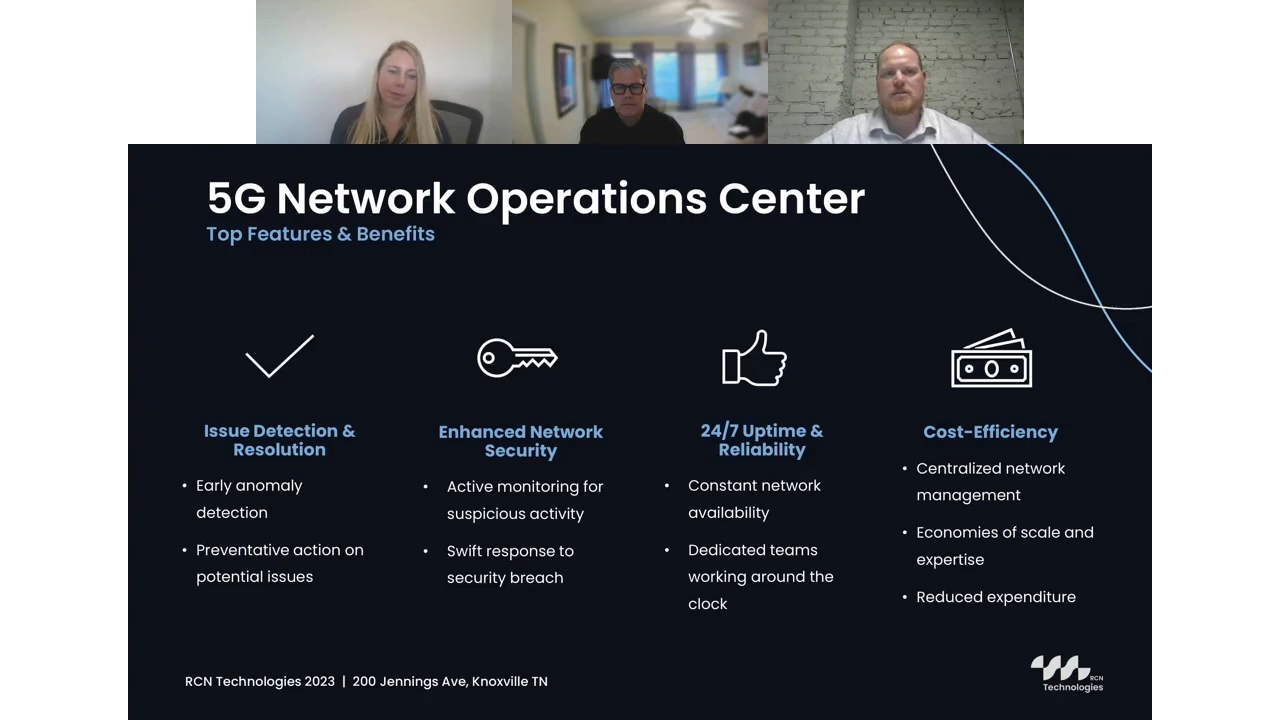 5G Network Operations Center
Top Features & Benefits
Issue Detection &
Resolution
• Early anomaly
detection
• Preventative action on
potential issues
Enhanced Network
Security
• Active monitoring for
suspicious activity
• Swift response to
security breach
24/7 Uptime &
Reliability
• Constant network
availability
• Dedicated teams
working around the
clock
Cost-Efficiency
• Centralized network
management
• Economies of scale and
expertise
• Reduced expenditure
RCN Technologies 2023 | 200 Jennings Ave, Knoxville TN
RCN
Technologies